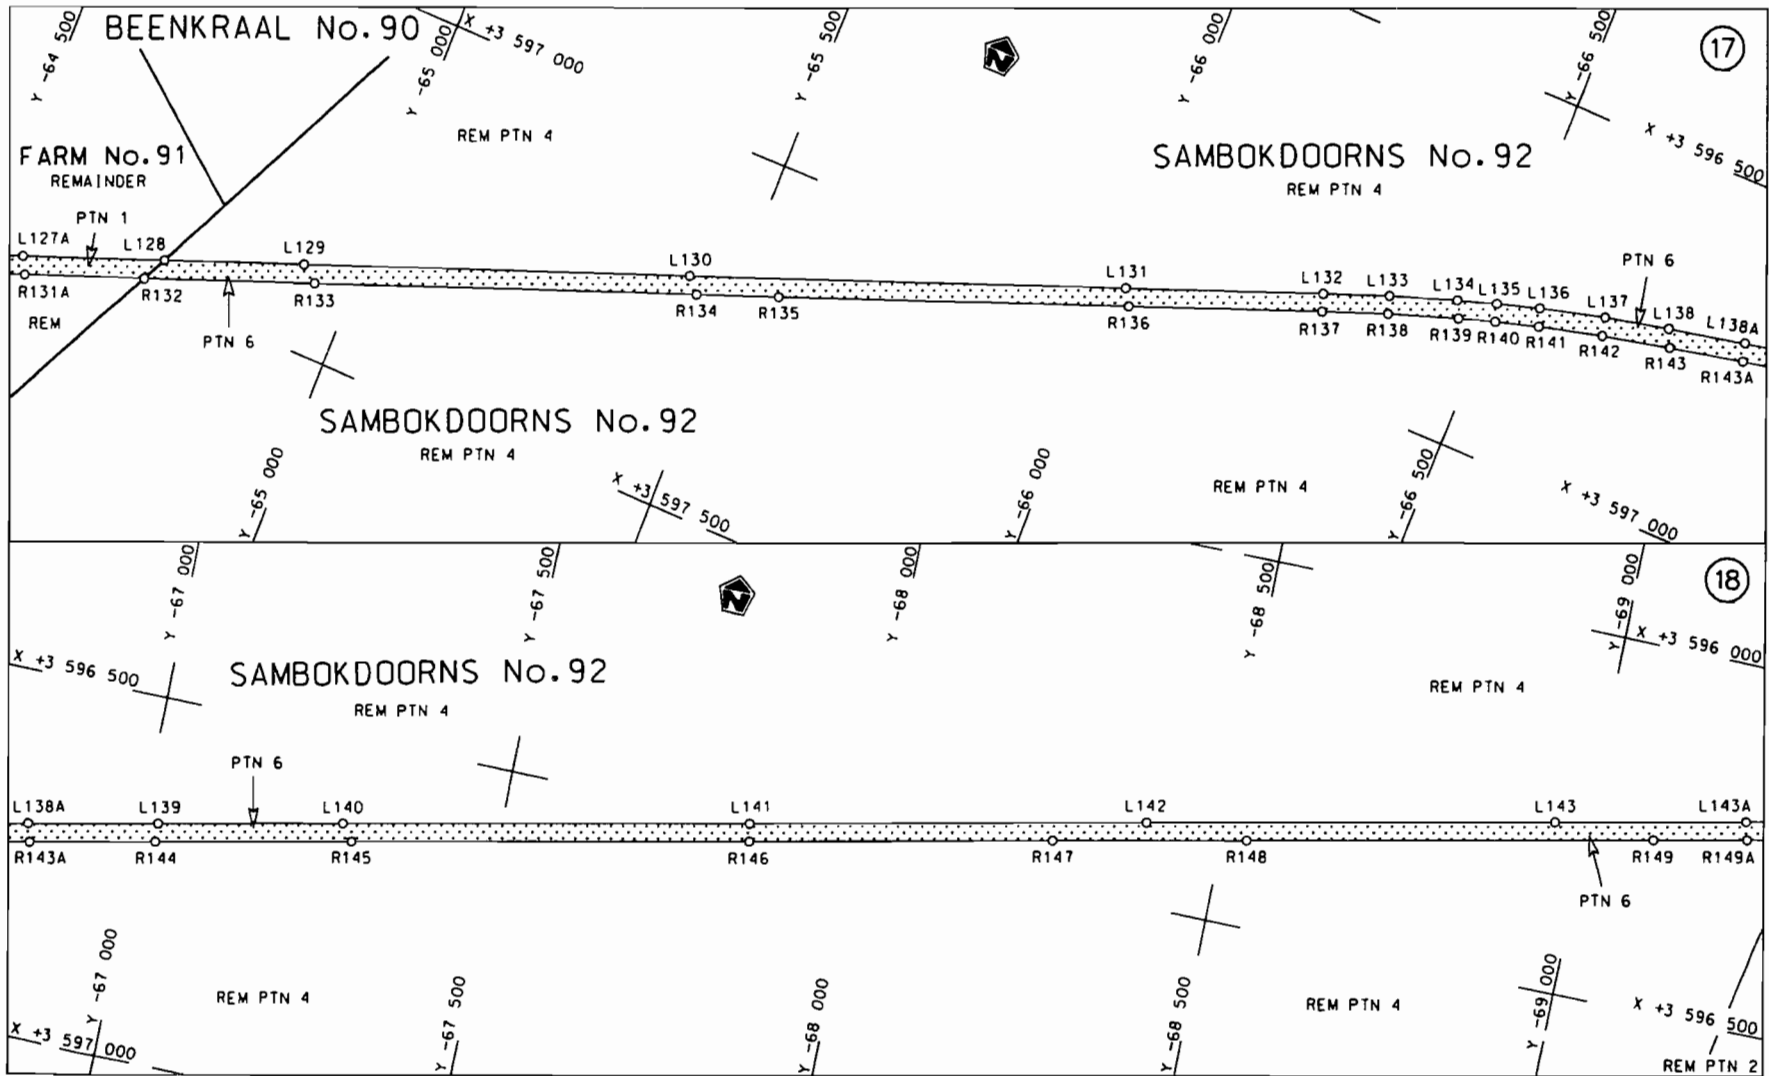 Y -64 500
BEENKRAAL No.90
Y -65 000
X +3 597 000
Y -65 500
N
Y -66 000
Y -66 500
17
FARM No.91
REMAINDER
REM PTN 4
SAMBOKDOORNS No.92
REM PTN 4
X +3 596 500
PTN 1
L127A
L128
L129
L130
L131
L132
L133
L134
L135
L136
L137
L138
L138A
PTN 6
R131A
R132
R133
R134
R135
R136
R137
R138
R139
R140
R141
R142
R143
R143A
REM
PTN 6
SAMBOKDOORNS No.92
REM PTN 4
Y -65 000
X +3 597 500
Y -66 000
REM PTN 4
Y -66 500
X +3 597 000
Y -67 000
Y -67 500
N
Y -68 000
Y -68 500
Y -69 000
18
X +3 596 000
X +3 596 500
SAMBOKDOORNS No.92
REM PTN 4
REM PTN 4
PTN 6
L138A
L139
L140
L141
L142
L143
L143A
R143A
R144
R145
R146
R147
R148
R149
R149A
PTN 6
Y -67 000
REM PTN 4
Y -67 500
Y -68 000
Y -68 500
REM PTN 4
Y -69 000
X +3 596 500
X +3 597 000
REM PTN 2